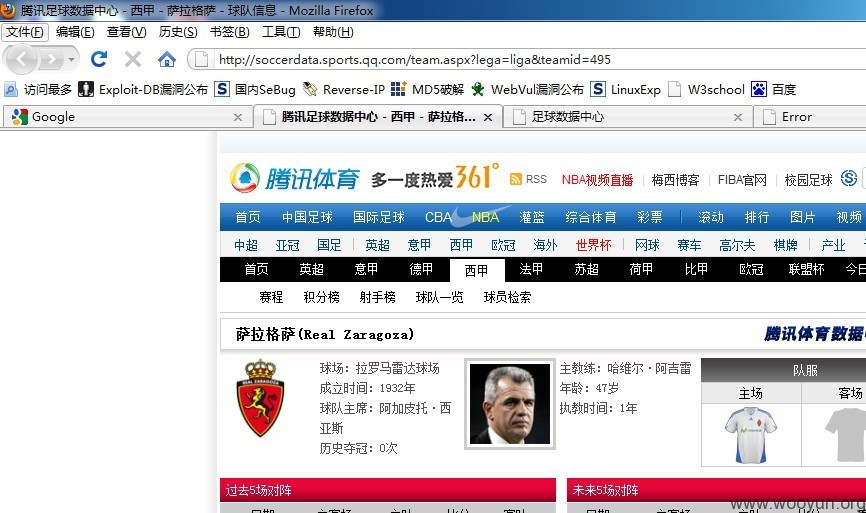 腾讯足球数据中心 - 西甲 - 萨拉格萨 - 球队信息 - Mozilla Firefox
文件(F) 编辑(E) 查看(V) 历史(S) 书签(B) 工具(T) 帮助(H)
http://soccerdata.sports.qq.com/team.aspx?lega=liga&teamid=495
访问最多 Exploit-DB漏洞公布 国内SeBug Reverse-IP MD5破解 WebVul漏洞公布 LinuxExp W3school 百度
Google 腾讯足球数据中心 - 西甲 - 萨拉格... 足球数据中心 Error
腾讯体育 多一度热爱 361° RSS NBA视频直播 梅西博客 FIBA官网 校园足球
首页 中国足球 国际足球 CBA NBA 灌篮 综合体育 彩票 滚动 排行 图片 视频
中超 亚冠 国足 英超 意甲 西甲 欧冠 海外 世界杯 网球 赛车 高尔夫 棋牌 产业
首页 英超 意甲 德甲 西甲 法甲 苏超 荷甲 比甲 欧冠 联盟杯 今日
赛程 积分榜 射手榜 球队一览 球员检索
萨拉格萨(Real Zaragoza) 腾讯体育数据中
REAL ZARAGOZA
球场：拉罗马雷达球场
成立时间：1932年
球队主席：阿加皮托·西
亚斯
历史夺冠：0次
主教练：哈维尔·阿吉雷
年龄：47岁
执教时间：1年
队服
主场 客场
过去5场对阵 未来5场对阵
www.wooyun.org